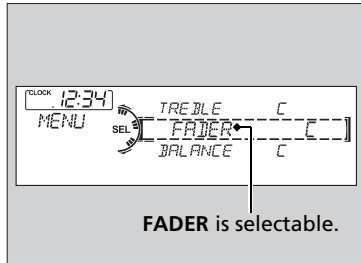 CLOCK 12:34
MENU
SEL
TREBLE C
FADER C
BALANCE C
FADER is selectable.